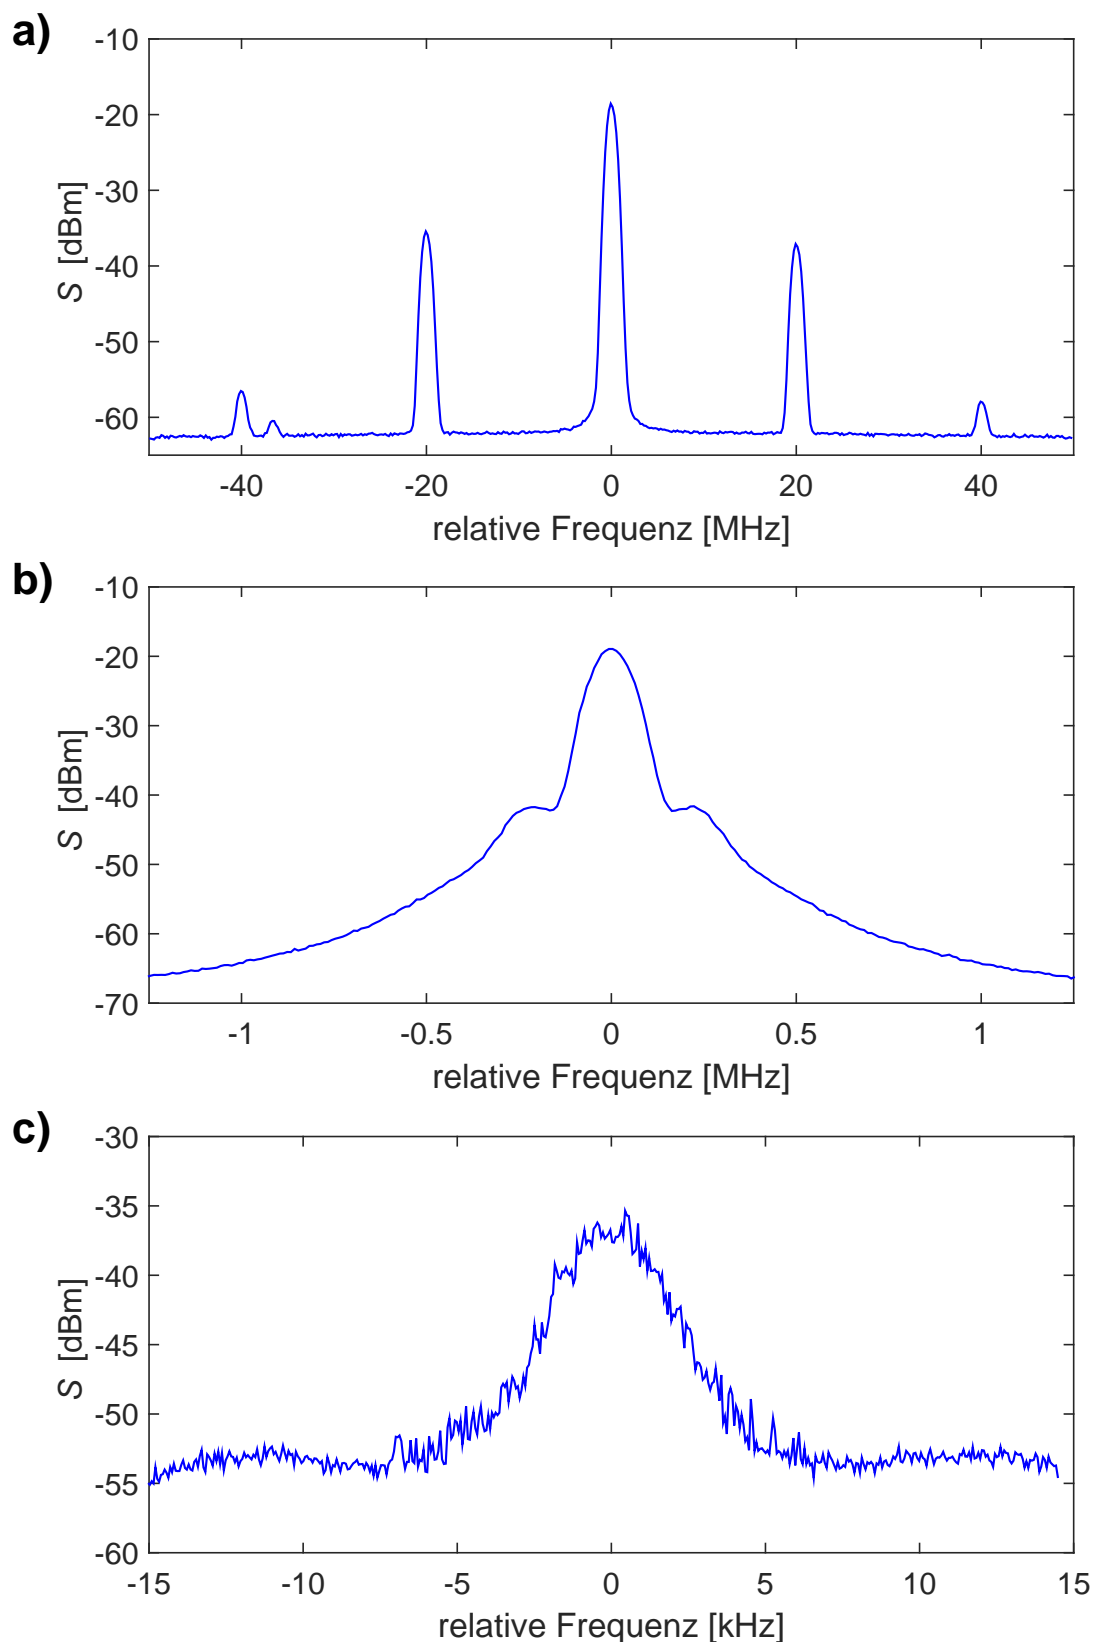 a)
-10
-20
-30
-40
-50
-60
S [dBm]
-40 -20 0 20 40
relative Frequenz [MHz]
b)
-10
-20
-30
-40
-50
-60
-70
S [dBm]
-1 -0.5 0 0.5 1
relative Frequenz [MHz]
c)
-30
-35
-40
-45
-50
-55
-60
S [dBm]
-15 -10 -5 0 5 10 15
relative Frequenz [kHz]